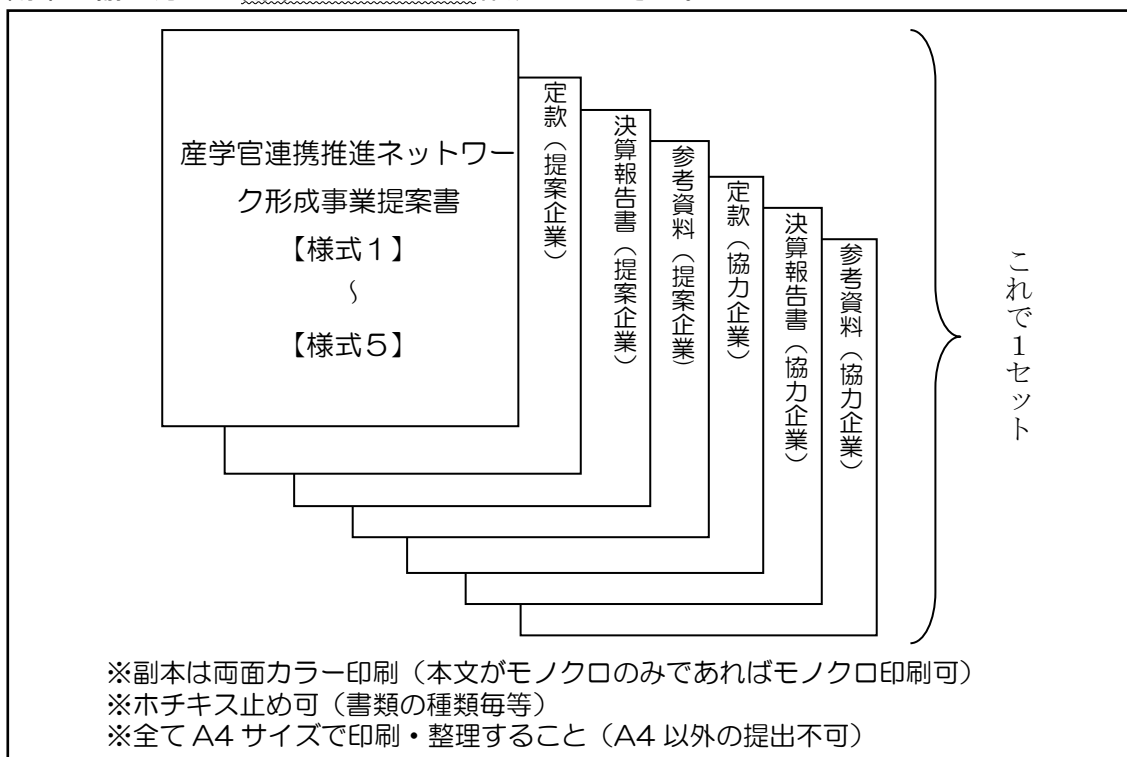 産学官連携推進ネットワー
ク形成事業提案書
【様式１】
～
【様式５】
定款（提案企業）
決算報告書（提案企業）
参考資料（提案企業）
定款（協力企業）
決算報告書（協力企業）
参考資料（協力企業）
これで１セット
※副本は両面カラー印刷（本文がモノクロのみであればモノクロ印刷可）
※ホチキス止め可（書類の種類毎等）
※全て A4 サイズで印刷・整理すること（A4 以外の提出不可）